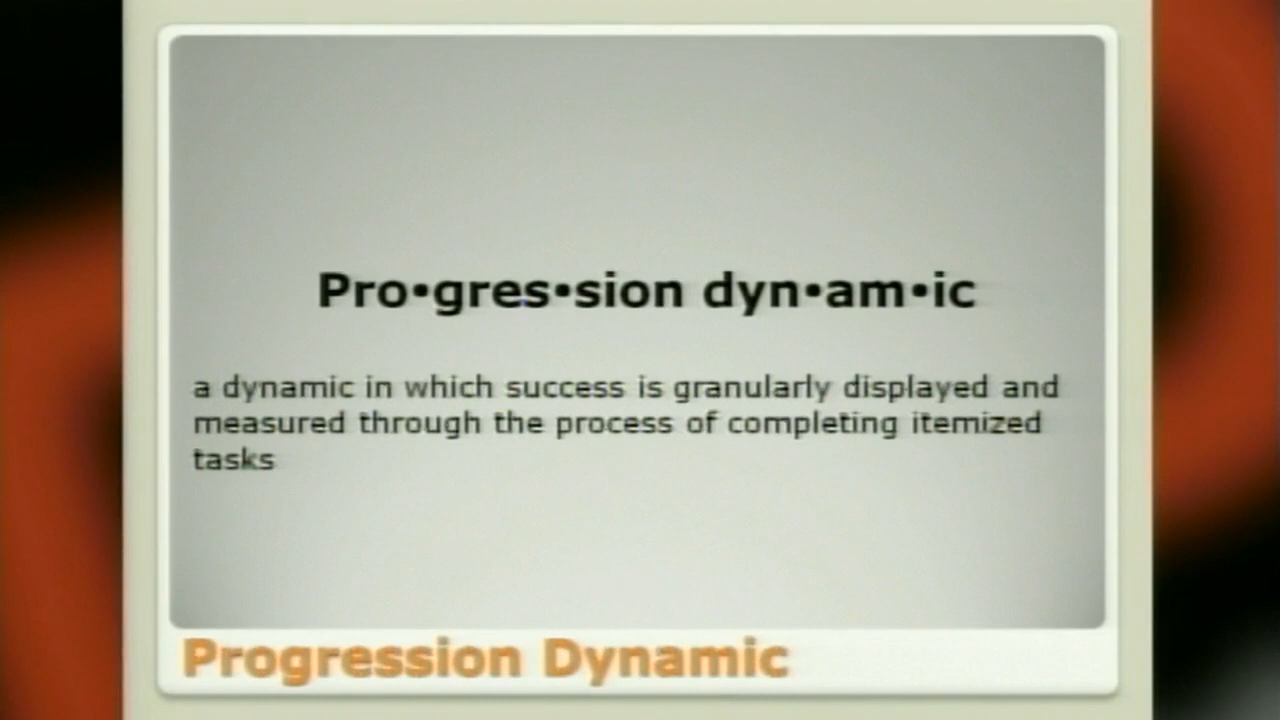 Pro•gres•sion dyn•am•ic
a dynamic in which success is granularly displayed and
measured through the process of completing itemized
tasks
Progression Dynamic